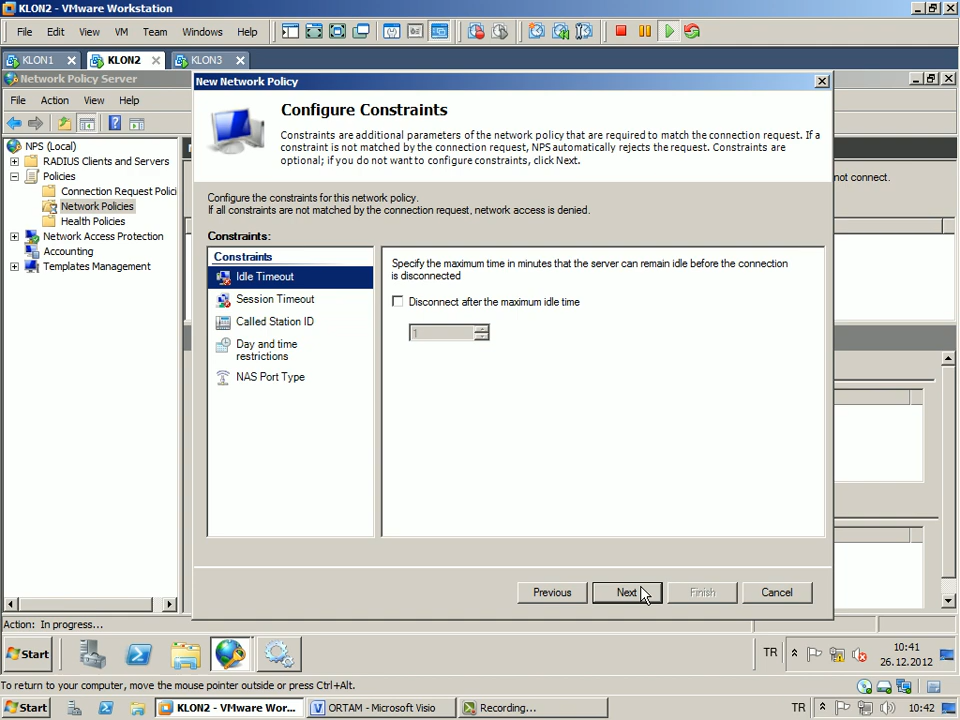 KLON2 - VMware Workstation
File Edit View VM Team Windows Help
KLON1 KLON2 KLON3
Network Policy Server
File Action View Help
NPS (Local)
RADIUS Clients and Servers
Policies
Connection Request Polici
Network Policies
Health Policies
Network Access Protection
Accounting
Templates Management
New Network Policy
Configure Constraints
Constraints are additional parameters of the network policy that are required to match the connection request. If a
constraint is not matched by the connection request, NPS automatically rejects the request. Constraints are
optional; if you do not want to configure constraints, click Next.
not connect.
Configure the constraints for this network policy.
If all constraints are not matched by the connection request, network access is denied.
Constraints:
Constraints
Idle Timeout
Session Timeout
Called Station ID
Day and time
restrictions
NAS Port Type
Specify the maximum time in minutes that the server can remain idle before the connection
is disconnected
Disconnect after the maximum idle time
1
Previous Next Finish Cancel
Action: In progress...
Start TR 10:41
26.12.2012
To return to your computer, move the mouse pointer outside or press Ctrl+Alt.
Start KLON2 - VMware Wor... ORTAM - Microsoft Visio Recording... TR 10:42